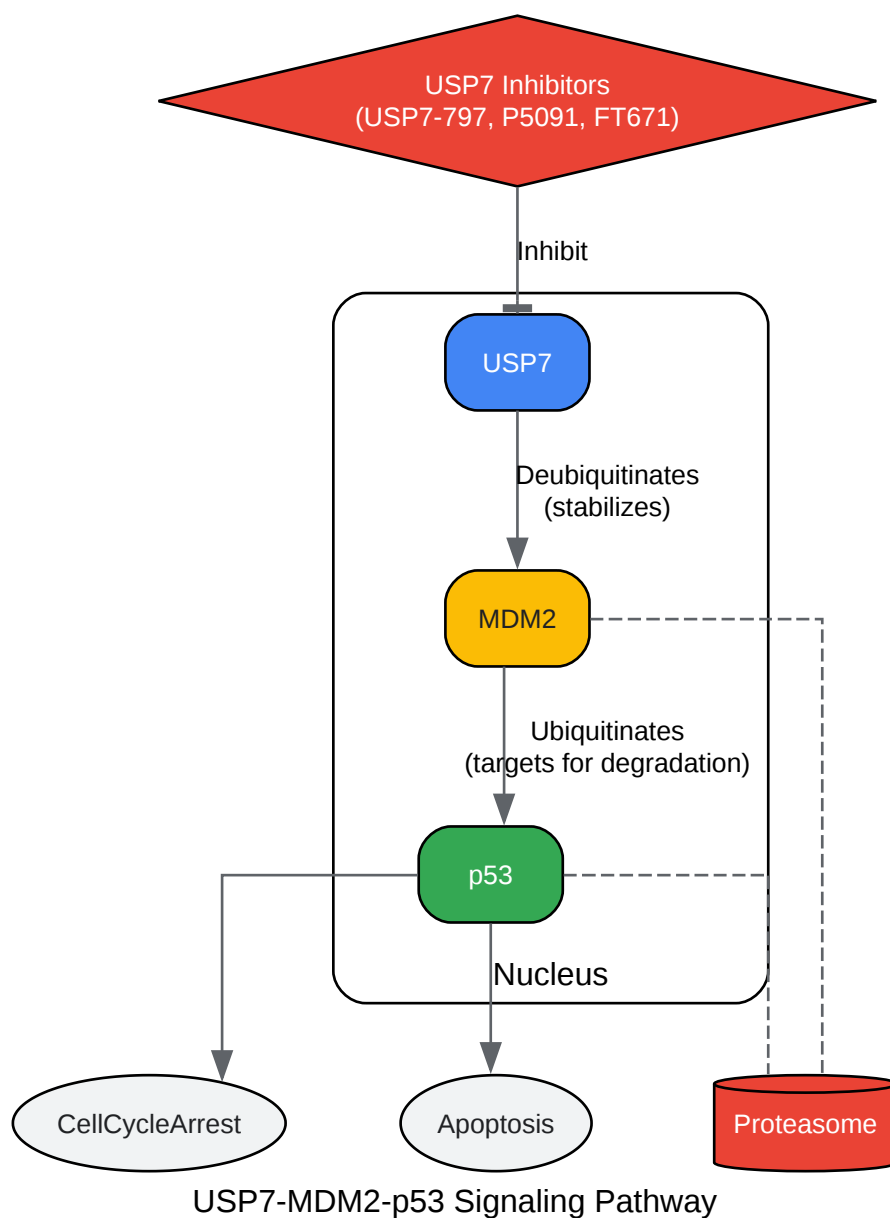 USP7 Inhibitors
(USP7-797, P5091, FT671)
Inhibit
USP7
Deubiquitinates
(stabilizes)
MDM2
Ubiquitinates
(targets for degradation)
p53
Nucleus
CellCycleArrest
Apoptosis
Proteasome
USP7-MDM2-p53 Signaling Pathway